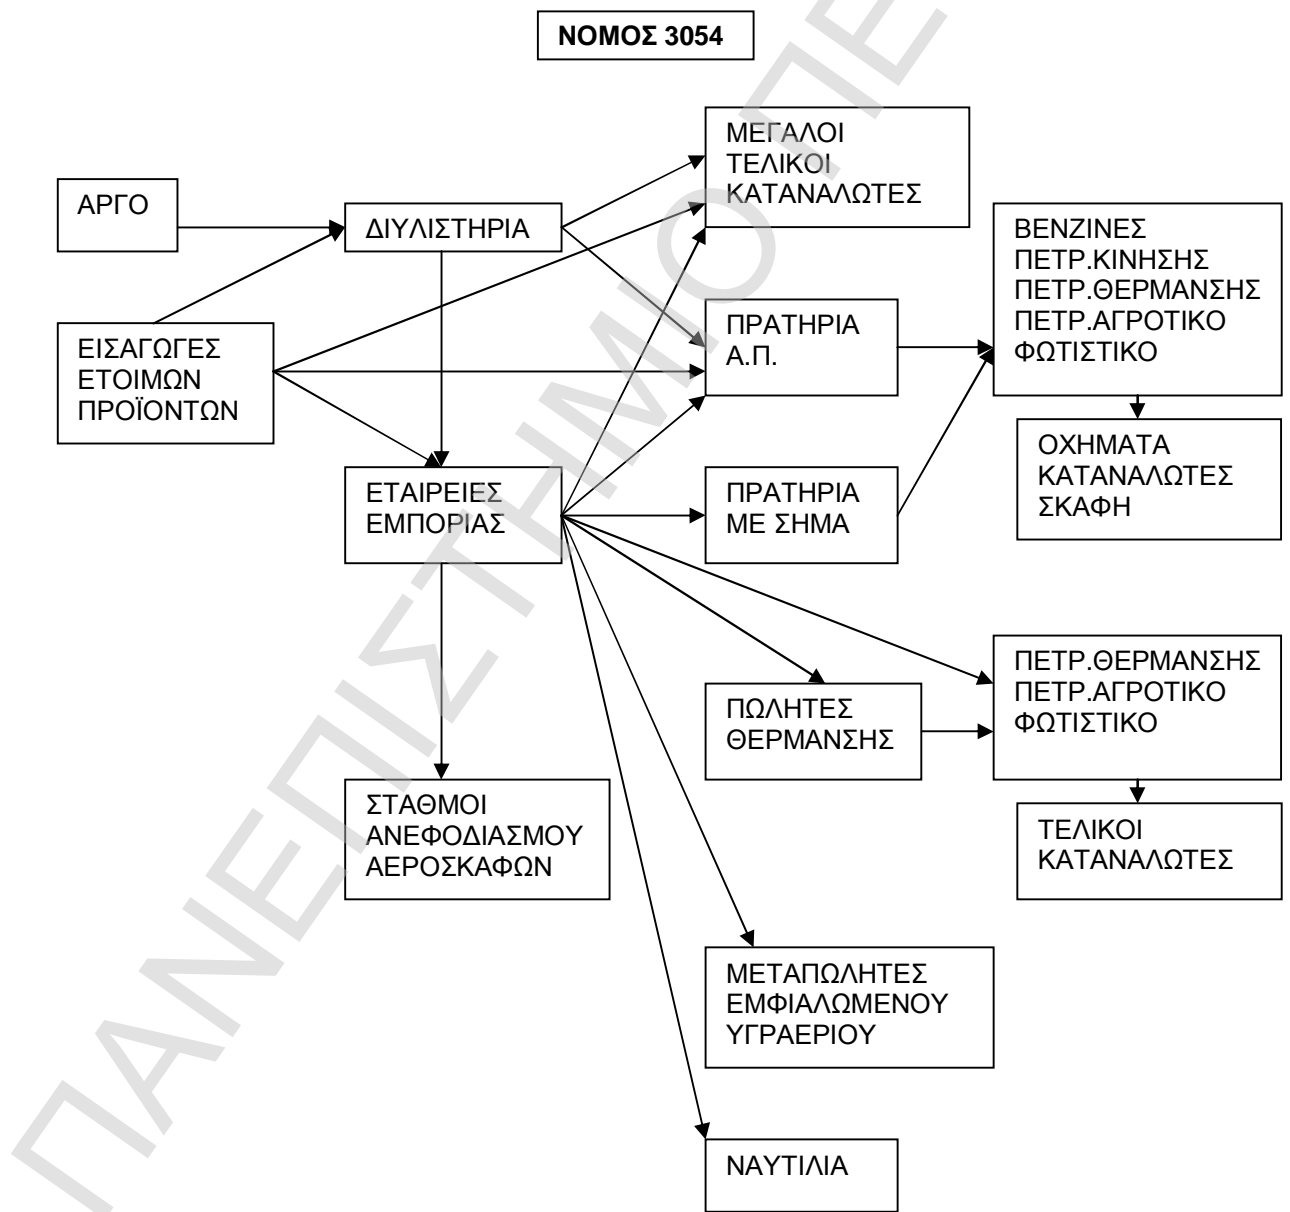 ΝΟΜΟΣ 3054
ΜΕΓΑΛΟΙ
ΤΕΛΙΚΟΙ
ΚΑΤΑΝΑΛΩΤΕΣ
ΑΡΓΟ
ΔΙΥΛΙΣΤΗΡΙΑ
ΒΕΝΖΙΝΕΣ
ΠΕΤΡ.ΚΙΝΗΣΗΣ
ΠΕΤΡ.ΘΕΡΜΑΝΣΗΣ
ΠΕΤΡ.ΑΓΡΟΤΙΚΟ
ΦΩΤΙΣΤΙΚΟ
ΕΙΣΑΓΩΓΕΣ
ΕΤΟΙΜΩΝ
ΠΡΟΪΟΝΤΩΝ
ΠΡΑΤΗΡΙΑ
Α.Π.
ΟΧΗΜΑΤΑ
ΚΑΤΑΝΑΛΩΤΕΣ
ΣΚΑΦΗ
ΕΤΑΙΡΕΙΕΣ
ΕΜΠΟΡΙΑΣ
ΠΡΑΤΗΡΙΑ
ΜΕ ΣΗΜΑ
ΠΕΤΡ.ΘΕΡΜΑΝΣΗΣ
ΠΕΤΡ.ΑΓΡΟΤΙΚΟ
ΦΩΤΙΣΤΙΚΟ
ΠΩΛΗΤΕΣ
ΘΕΡΜΑΝΣΗΣ
ΣΤΑΘΜΟΙ
ΑΝΕΦΟΔΙΑΣΜΟΥ
ΑΕΡΟΣΚΑΦΩΝ
ΤΕΛΙΚΟΙ
ΚΑΤΑΝΑΛΩΤΕΣ
ΜΕΤΑΠΩΛΗΤΕΣ
ΕΜΦΙΑΛΩΜΕΝΟΥ
ΥΓΡΑΕΡΙΟΥ
ΝΑΥΤΙΛΙΑ
ΠΑΝΕΠΙΣΤΗΜΙΟ ΠΕ